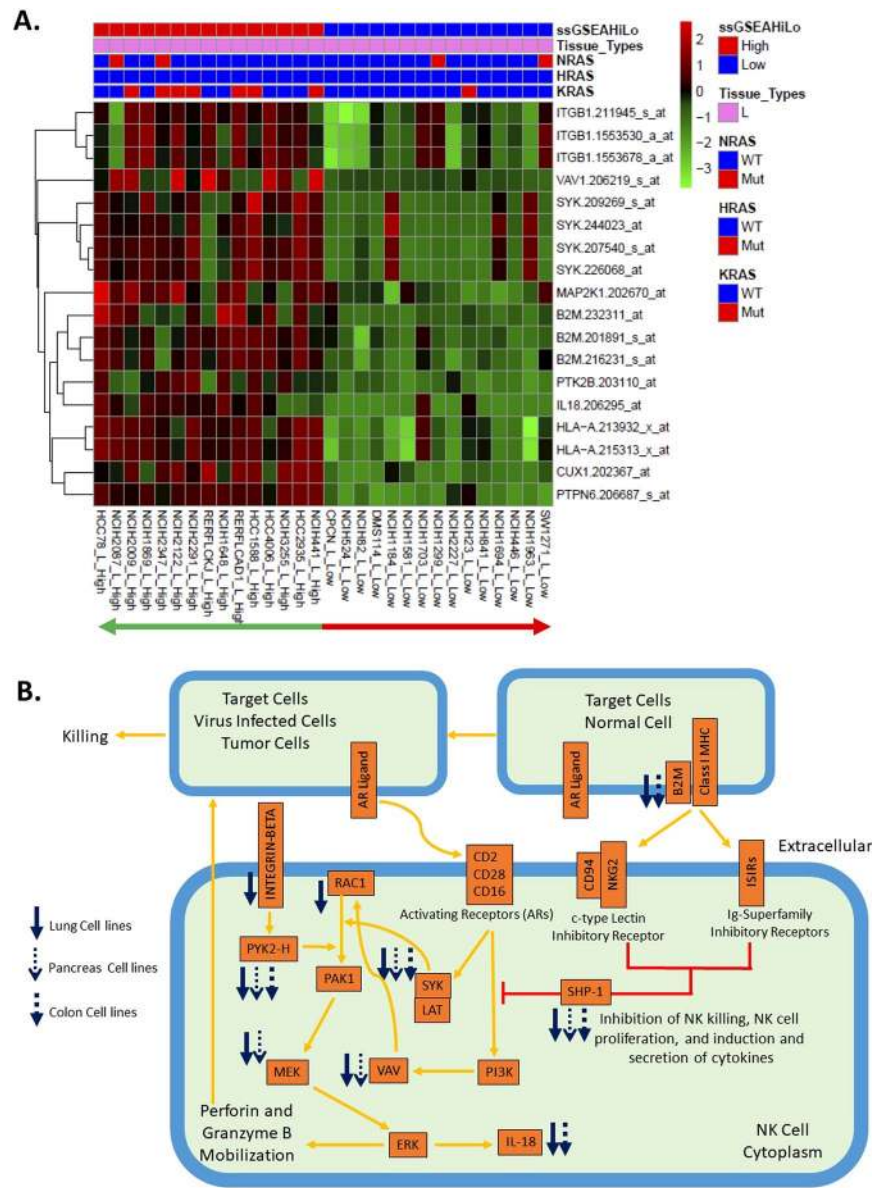 A.
ssGSEAHiLo
Tissue_Types
NRAS
HRAS
KRAS
ITGB1.211945_s_at
ITGB1.1553530_a_at
ITGB1.1553678_a_at
VAV1.206219_s_at
SYK.209269_s_at
SYK.244023_at
SYK.207540_s_at
SYK.226068_at
MAP2K1.202670_at
B2M.232311_at
B2M.201891_s_at
B2M.216231_s_at
PTK2B.203110_at
IL18.206295_at
HLA-A.213932_x_at
HLA-A.215313_x_at
CUX1.202367_at
PTPN6.206687_s_at
HCC78_L_High
NCIH2087_L_High
NCIH2009_L_High
NCIH1869_L_High
NCIH2347_L_High
NCIH2122_L_High
NCIH2291_L_High
RERFLCKJ_L_High
NCIH1648_L_High
RERFLCAD1_L_High
HCC1588_L_High
HCC4006_L_High
NCIH3255_L_High
HCC2935_L_High
NCIH441_L_High
CPCN_L_Low
NCIH524_L_Low
NCIH82_L_Low
DMS114_L_Low
NCIH1184_L_Low
NCIH1581_L_Low
NCIH1703_L_Low
NCIH1299_L_Low
NCIH2227_L_Low
NCIH23_L_Low
NCIH841_L_Low
NCIH1694_L_Low
NCIH446_L_Low
NCIH1963_L_Low
SW1271_L_Low
2
1
0
−1
−2
−3
ssGSEAHiLo
High
Low
Tissue_Types
L
NRAS
WT
Mut
HRAS
WT
Mut
KRAS
WT
Mut
B.
Killing
Target Cells
Virus Infected Cells
Tumor Cells
AR Ligand
Target Cells
Normal Cell
AR Ligand
B2M
Class I MHC
Extracellular
INTEGRIN-BETA
RAC1
CD2
CD28
CD16
Activating Receptors (ARs)
CD94
NKG2
c-type Lectin
Inhibitory Receptor
ISIRs
Ig-Superfamily
Inhibitory Receptors
Lung Cell lines
Pancreas Cell lines
Colon Cell lines
PYK2-H
PAK1
SYK
LAT
SHP-1
Inhibition of NK killing, NK cell
proliferation, and induction and
secretion of cytokines
MEK
VAV
PI3K
Perforin and
Granzyme B
Mobilization
ERK
IL-18
NK Cell
Cytoplasm